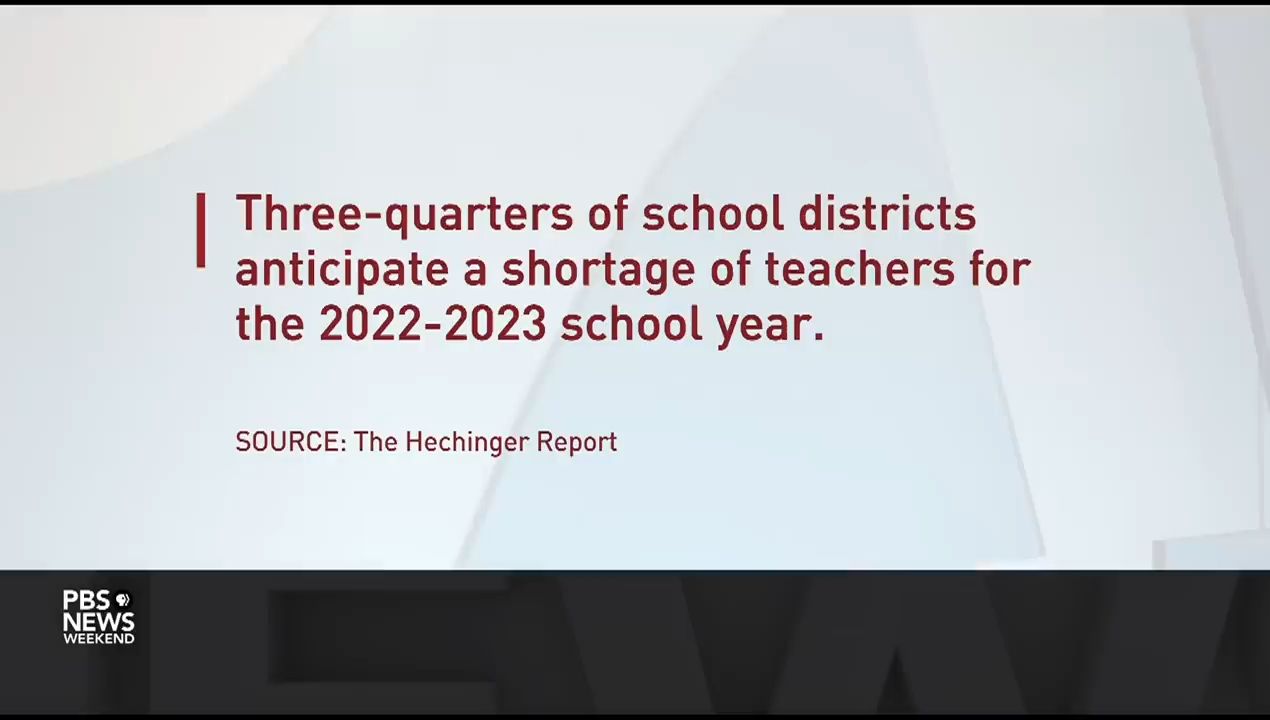 Three-quarters of school districts
anticipate a shortage of teachers for
the 2022-2023 school year.
SOURCE: The Hechinger Report
PBS
NEWS
WEEKEND